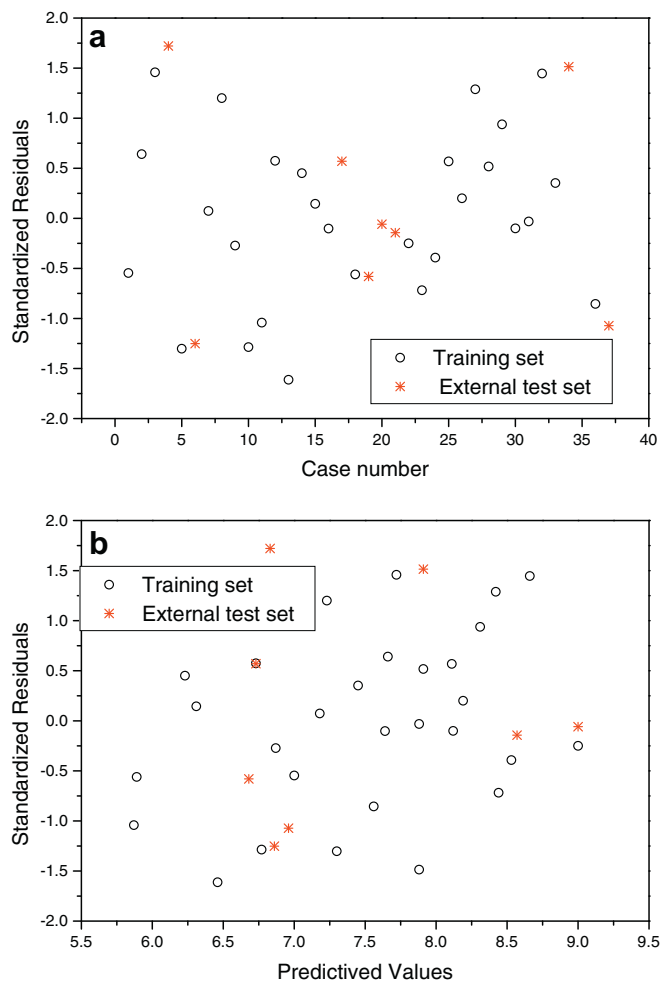 a
2.0
1.5
1.0
0.5
0.0
-0.5
-1.0
-1.5
-2.0
Standardized Residuals
Training set
External test set
0 5 10 15 20 25 30 35 40
Case number
b
2.0
1.5
1.0
0.5
0.0
-0.5
-1.0
-1.5
-2.0
Standardized Residuals
Training set
External test set
5.5 6.0 6.5 7.0 7.5 8.0 8.5 9.0 9.5
Predictived Values